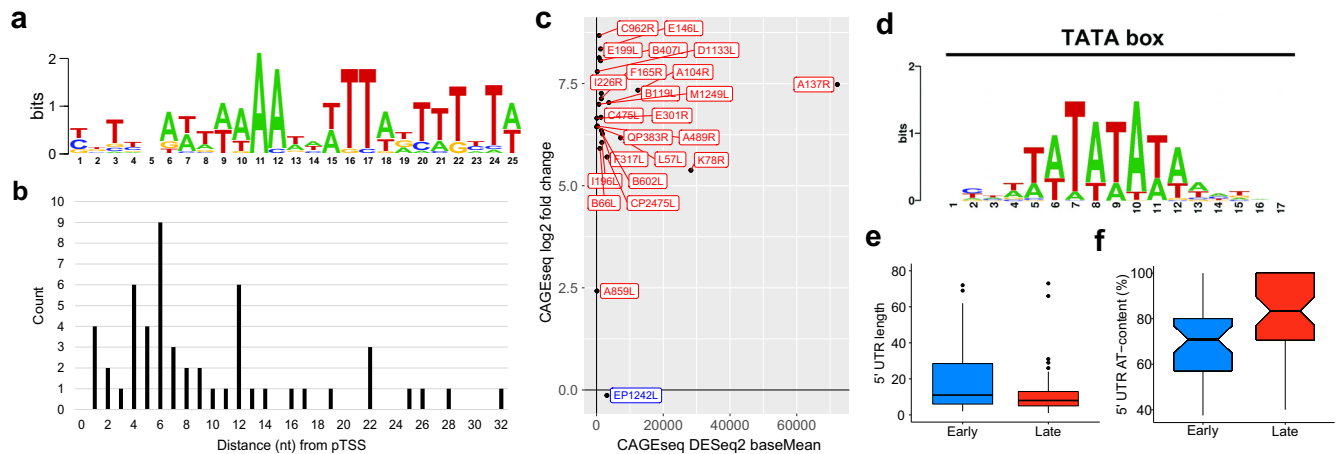 a
bits
2
1
0
1 2 3 4 5 6 7 8 9 10 11 12 13 14 15 16 17 18 19 20 21 22 23 24 25
b
Count
10
9
8
7
6
5
4
3
2
1
0
0 2 4 6 8 10 12 14 16 18 20 22 24 26 28 30 32
Distance (nt) from pTSS
c
CAGEseq log2 fold change
7.5
5.0
2.5
0.0
C962R E146L
E199L B407L D1133L
F165R A104R
I226R
A137R
B119L M1249L
C475L E301R
QP383R A489R
F317L L57L K78R
I196L B602L
B66L CP2475L
A859L
EP1242L
0 20000 40000 60000
CAGEseq DESeq2 baseMean
d
TATA box
bits
2
1
0
1 2 3 4 5 6 7 8 9 10 11 12 13 14 15 16 17
e
5' UTR length
80
60
40
20
0
Early Late
f
5' UTR AT−content (%)
100
80
60
40
Early Late